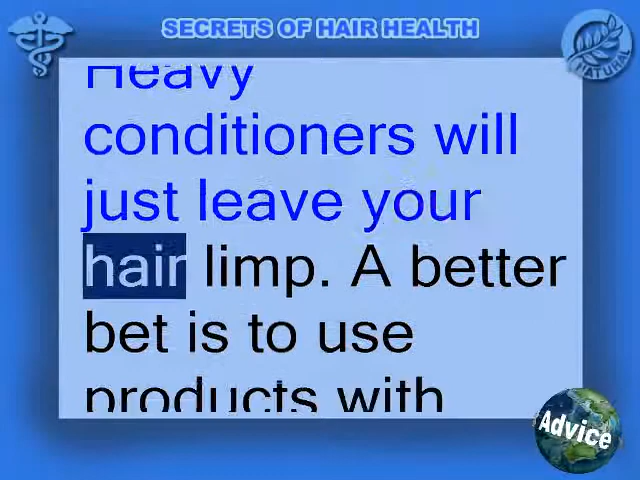 SECRETS OF HAIR HEALTH
NATURAL
Heavy
conditioners will
just leave your
hair limp. A better
bet is to use
products with
Advice